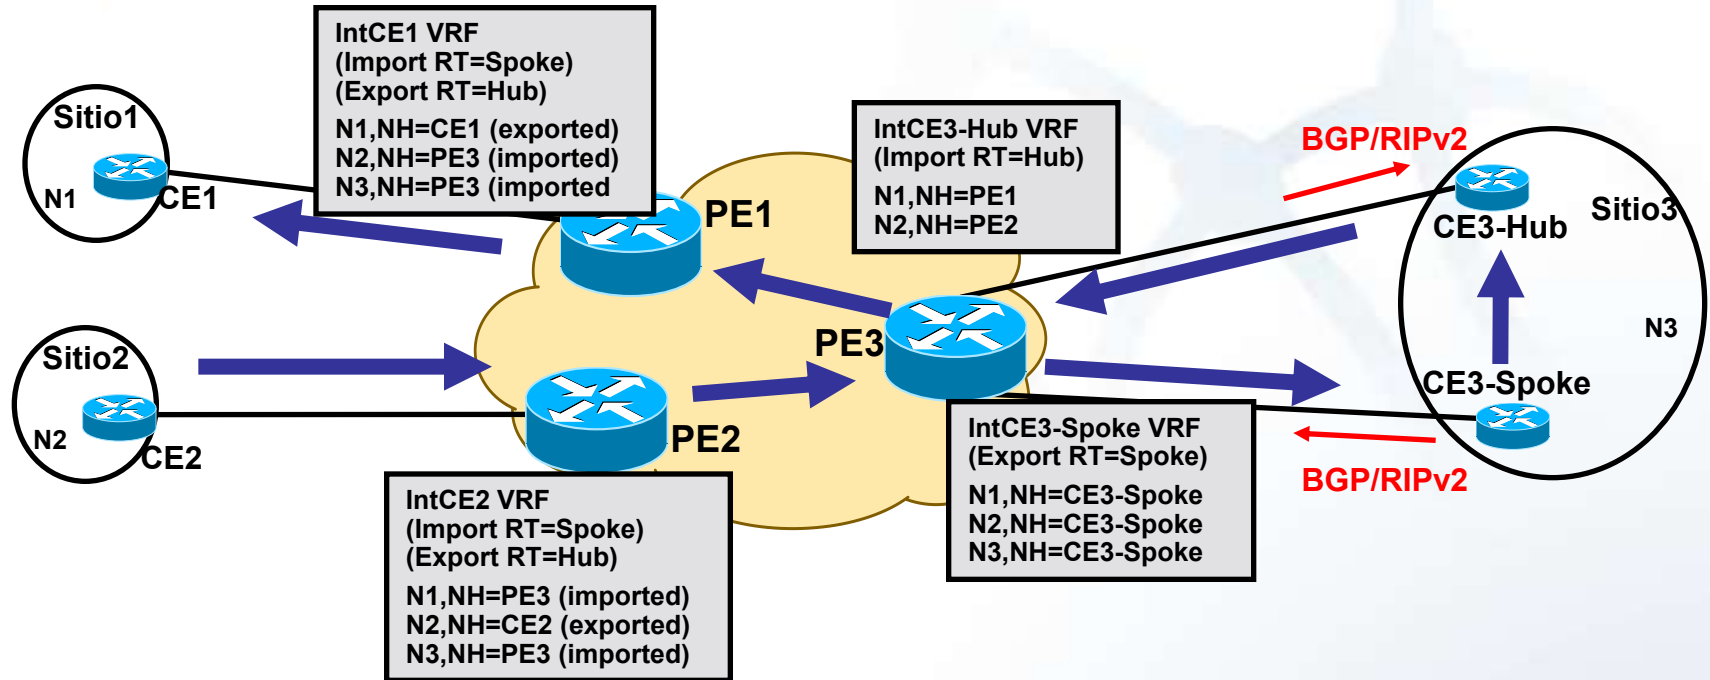 IntCE1 VRF
(Import RT=Spoke)
(Export RT=Hub)
N1,NH=CE1 (exported)
N2,NH=PE3 (imported)
N3,NH=PE3 (imported
Sitio1
N1
CE1
PE1
IntCE3-Hub VRF
(Import RT=Hub)
N1,NH=PE1
N2,NH=PE2
BGP/RIPv2
CE3-Hub
Sitio3
N3
Sitio2
N2
CE2
PE2
PE3
CE3-Spoke
BGP/RIPv2
IntCE3-Spoke VRF
(Export RT=Spoke)
N1,NH=CE3-Spoke
N2,NH=CE3-Spoke
N3,NH=CE3-Spoke
IntCE2 VRF
(Import RT=Spoke)
(Export RT=Hub)
N1,NH=PE3 (imported)
N2,NH=CE2 (exported)
N3,NH=PE3 (imported)